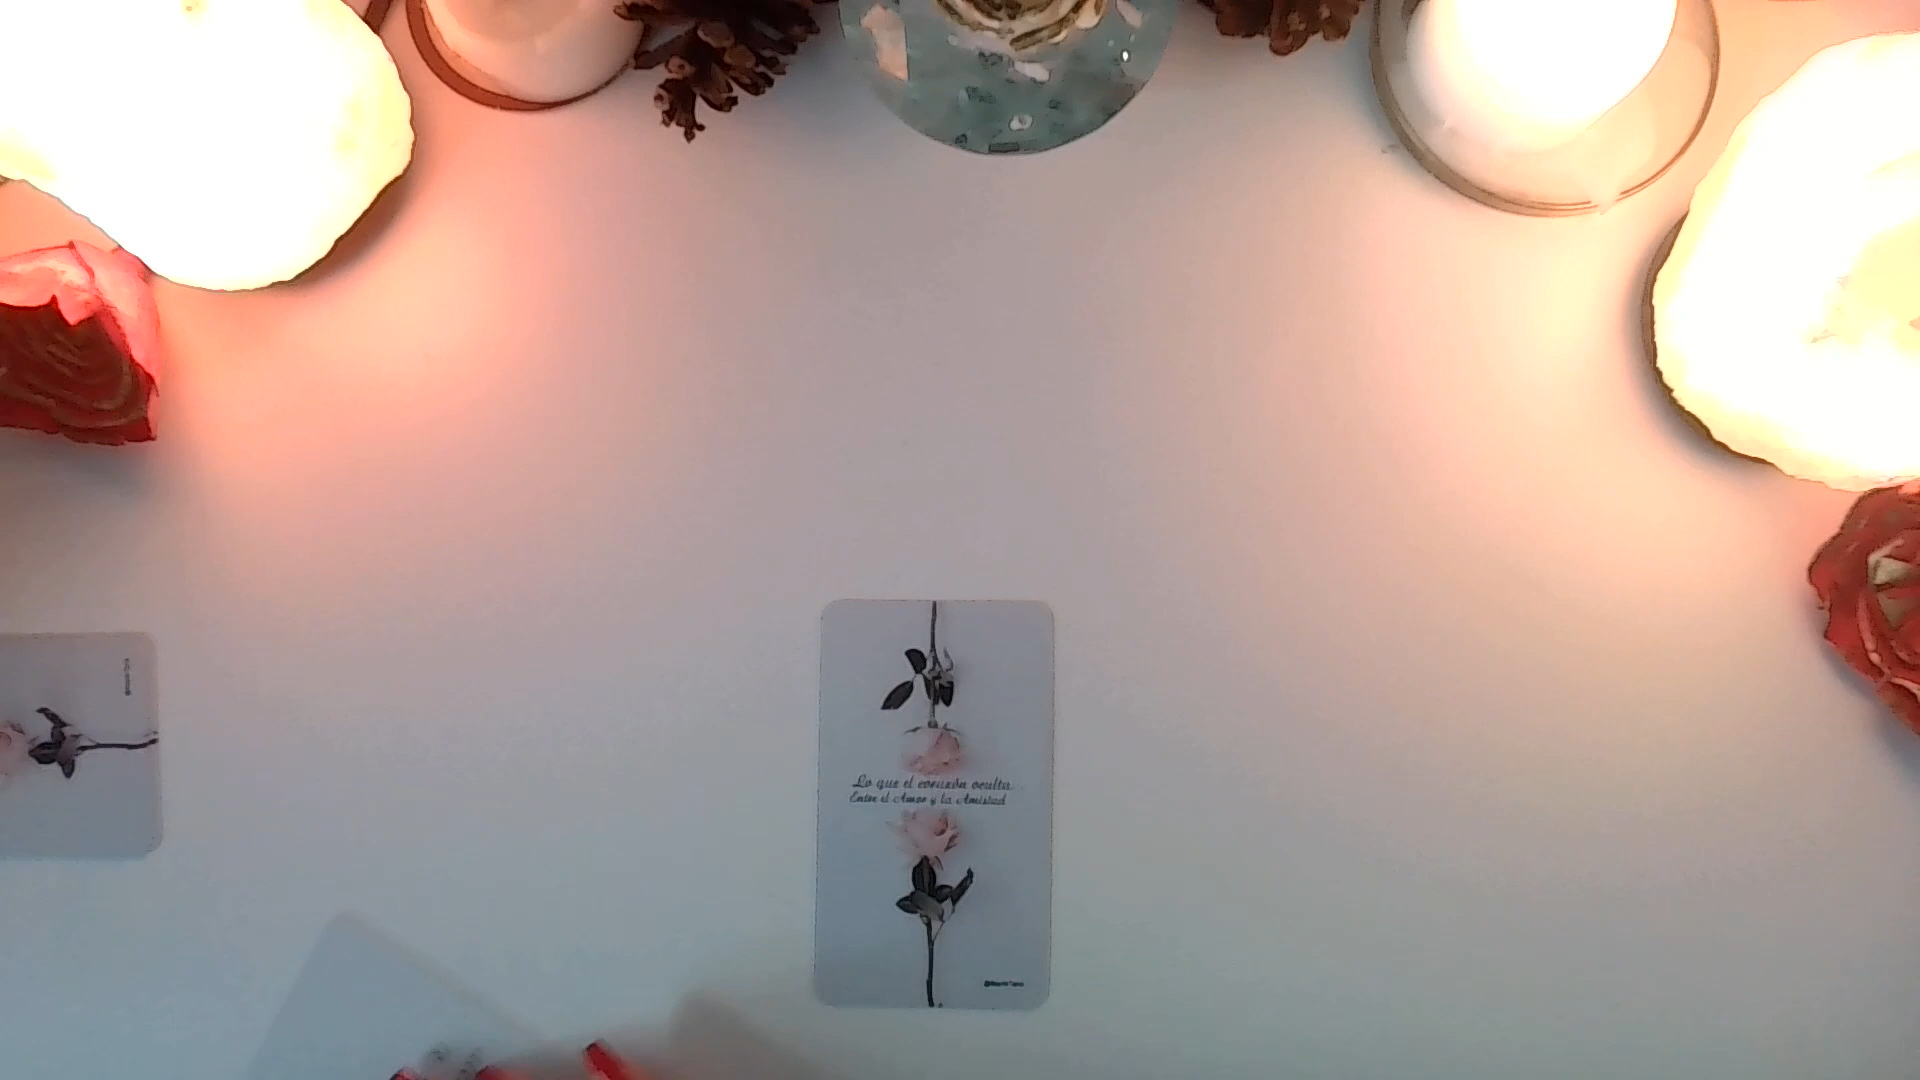 Lo que el corazón oculta...
Entre el Amor y la Amistad